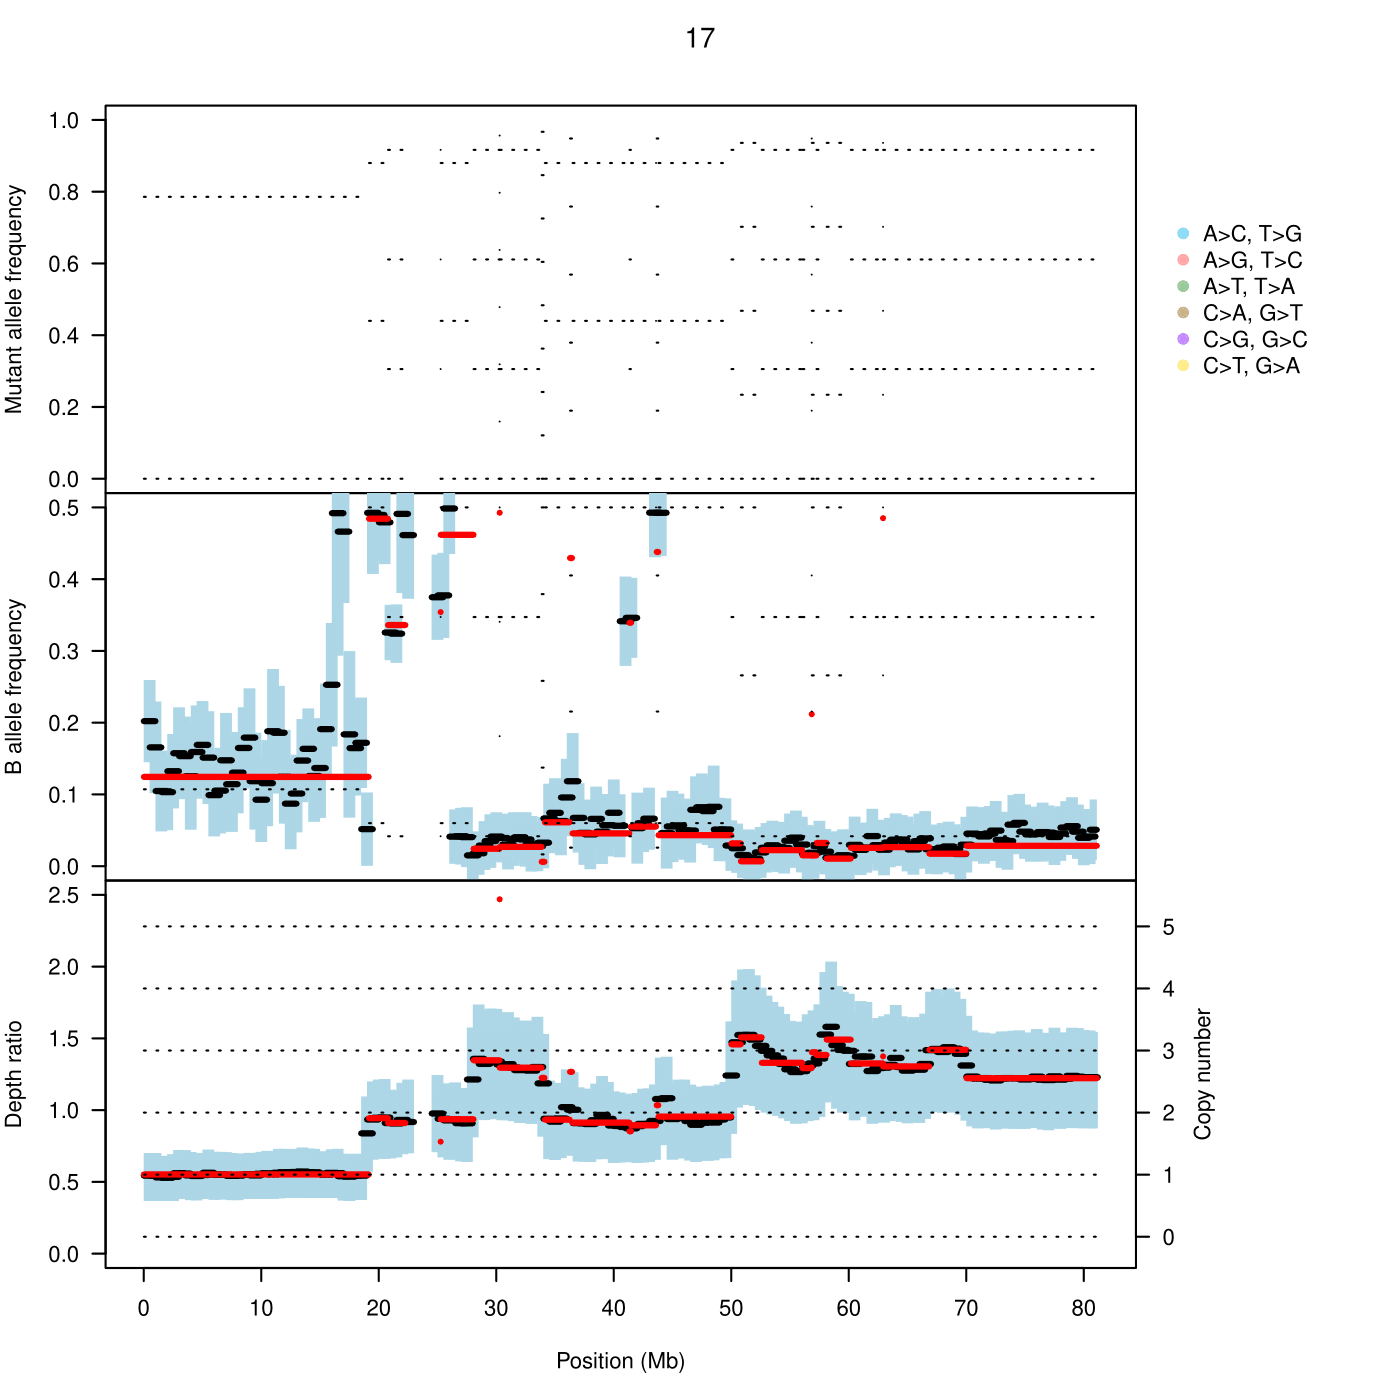 17
Mutant allele frequency
1.0
0.8
0.6
0.4
0.2
0.0
A>C, T>G
A>G, T>C
A>T, T>A
C>A, G>T
C>G, G>C
C>T, G>A
B allele frequency
0.5
0.4
0.3
0.2
0.1
0.0
Depth ratio
2.5
2.0
1.5
1.0
0.5
0.0
5
4
3
2
1
0
Copy number
0 10 20 30 40 50 60 70 80
Position (Mb)